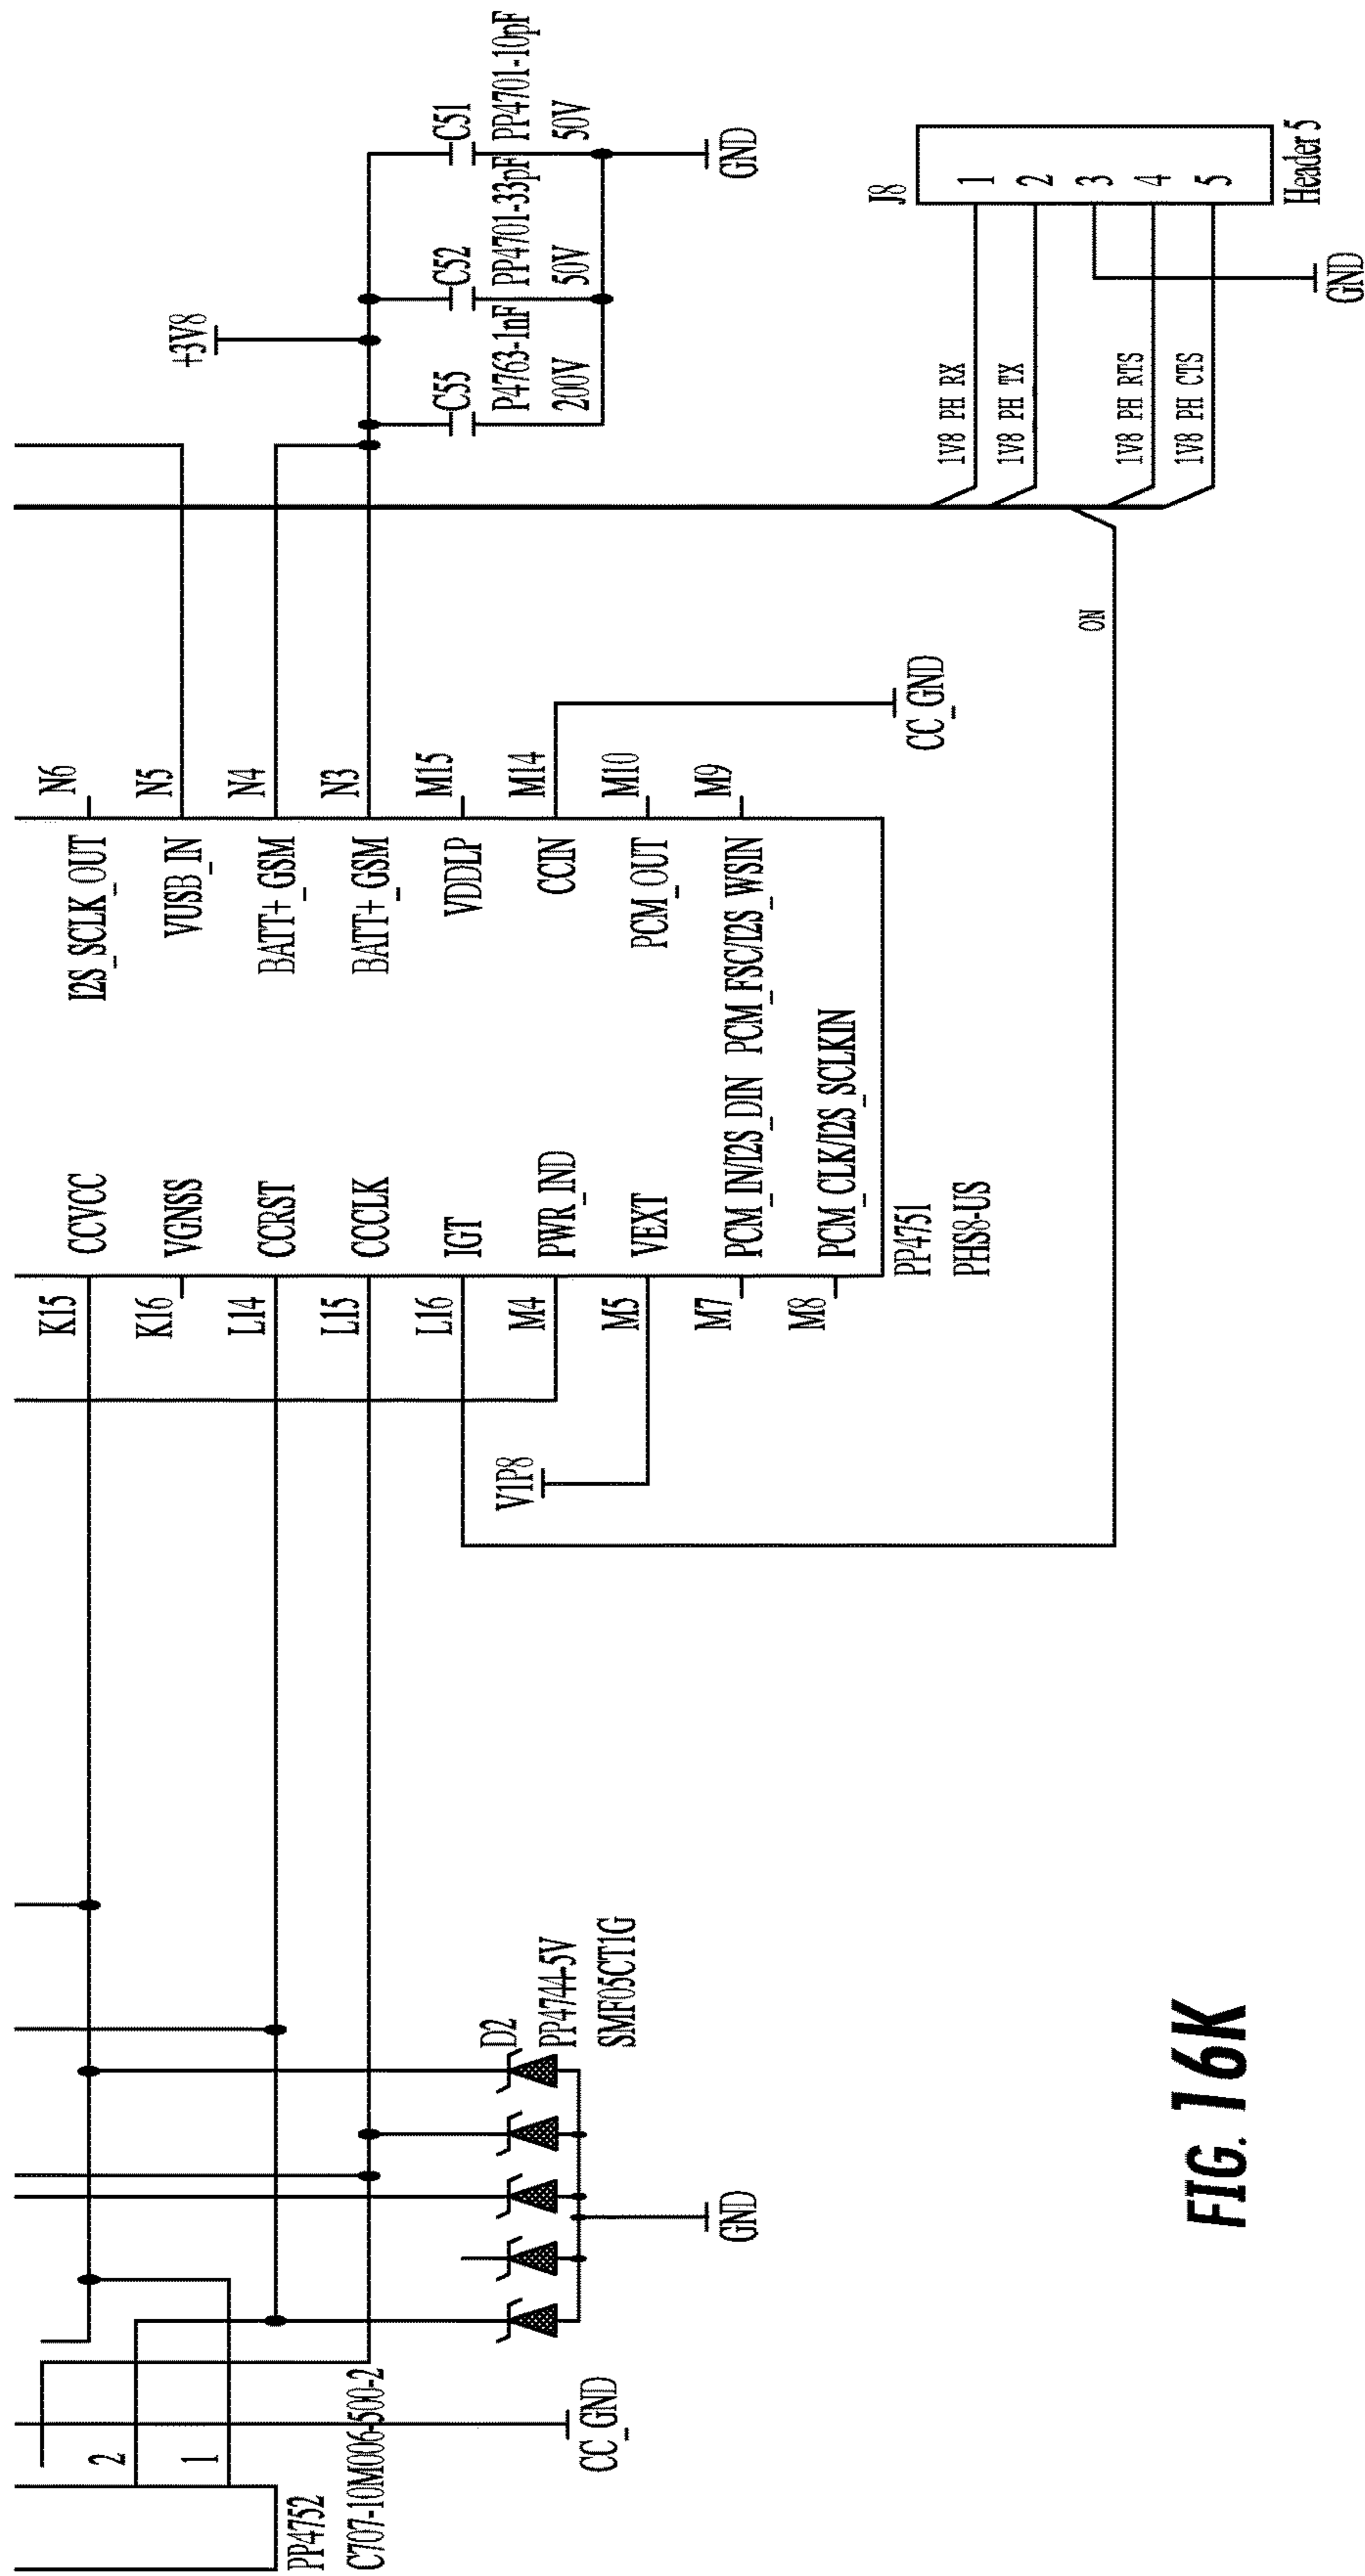 PP4752
C707-10M006-500-2
2
1
CC_GND
D2
PP4744-5V
SMF05CT1G
GND
K15
K16
L14
L15
L16
M4
M5
M7
M8
V1P8
CCVCC
VGNSS
CCRST
CCCLK
IGT
PWR_IND
VEXT
PCM_IN/I2S_DIN
PCM_CLK/I2S_SCLKIN
PP4751
PHS8-US
I2S_SCLK_OUT
VUSB_IN
BATT+_GSM
BATT+_GSM
VDDLP
CCIN
PCM_OUT
PCM_FSC/I2S_WSIN
N6
N5
N4
N3
M15
M14
M10
M9
CC_GND
ON
+3V8
C55
P4763-1nF
200V
C52
PP4701-33pF
50V
C51
PP4701-10pF
50V
GND
1V8 PH RX
1V8 PH TX
1V8 PH RTS
1V8 PH CTS
J8
1
2
3
4
5
Header 5
GND
FIG. 16K